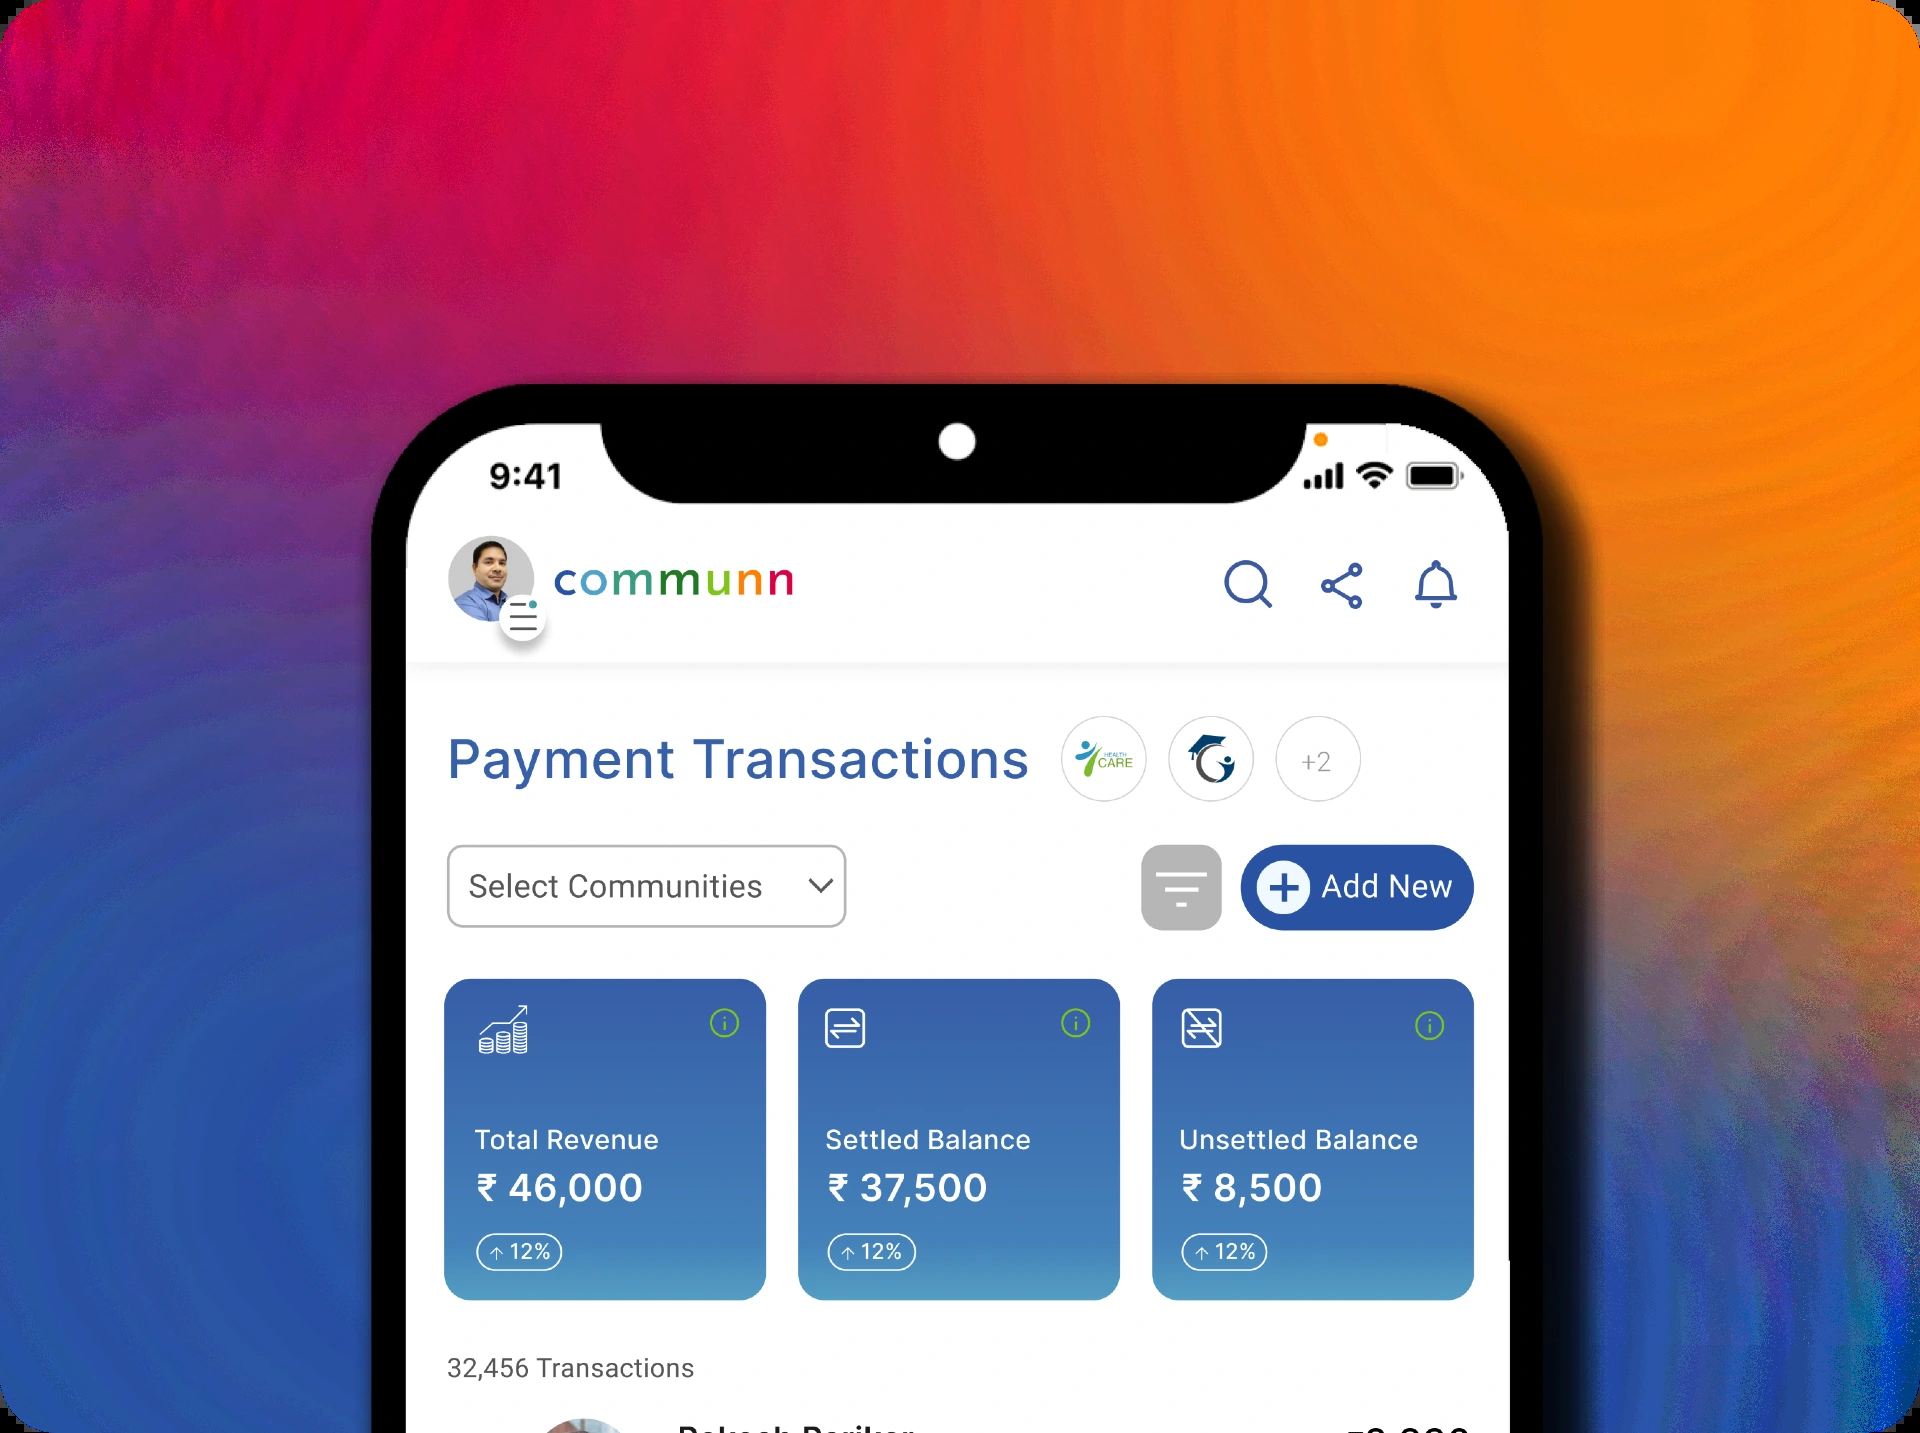 9:41
communn
Payment Transactions
HEALTH
CARE
+2
Select Communities
Add New
Total Revenue
₹ 46,000
↑ 12%
Settled Balance
₹ 37,500
↑ 12%
Unsettled Balance
₹ 8,500
↑ 12%
32,456 Transactions